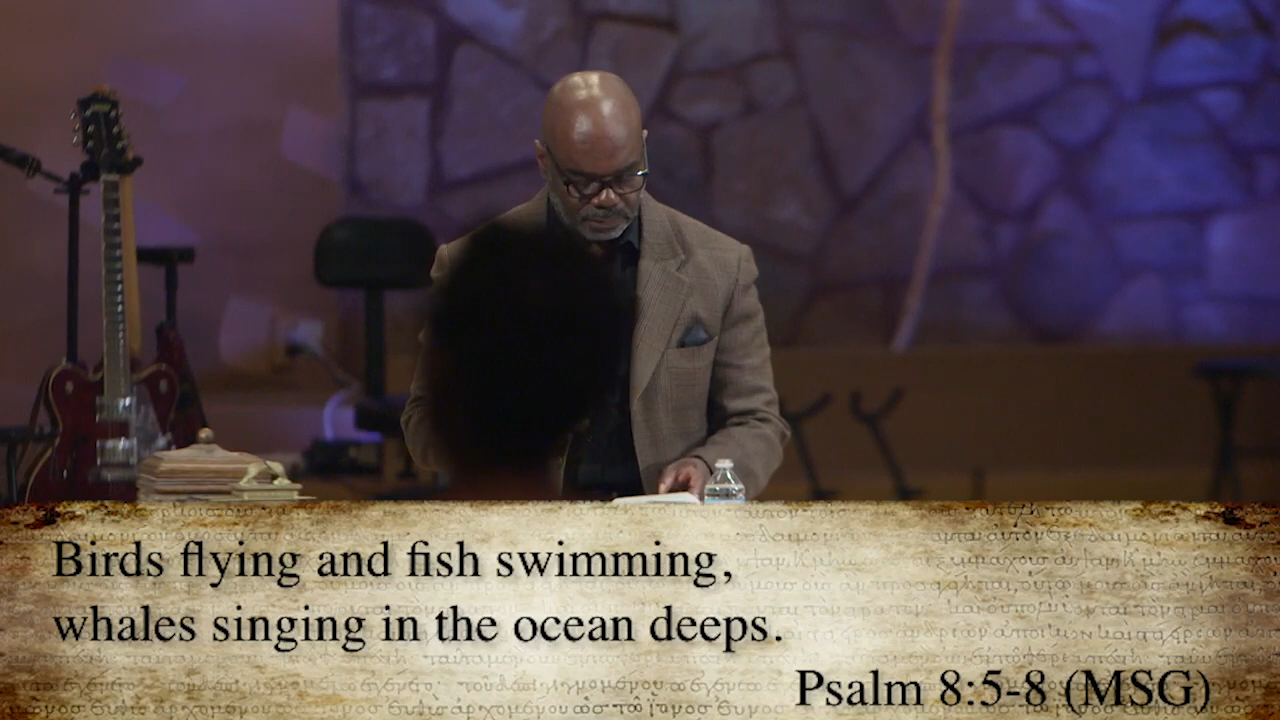 Birds flying and fish swimming,
whales singing in the ocean deeps.
Psalm 8:5-8 (MSG)